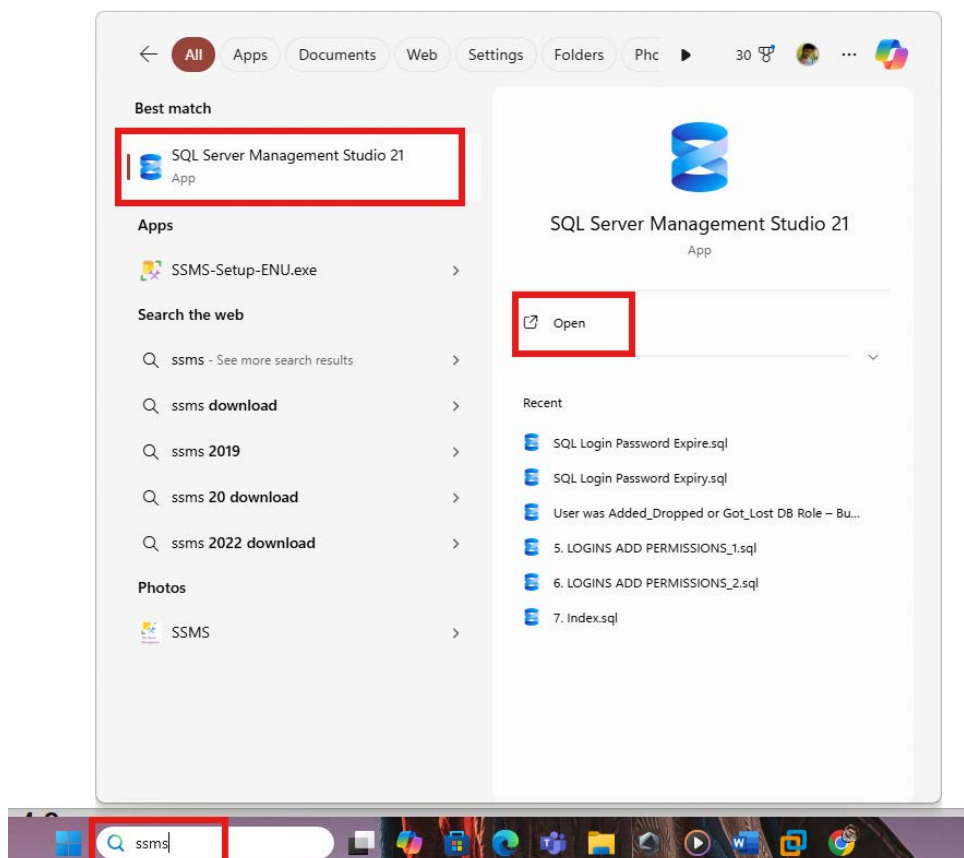 All Apps Documents Web Settings Folders Phc 30
Best match
SQL Server Management Studio 21
App
Apps
SSMS-Setup-ENU.exe
Search the web
ssms - See more search results
ssms download
ssms 2019
ssms 20 download
ssms 2022 download
Photos
SSMS
SQL Server Management Studio 21
App
Open
Recent
SQL Login Password Expire.sql
SQL Login Password Expiry.sql
User was Added_Dropped or Got_Lost DB Role – Bu...
5. LOGINS ADD PERMISSIONS_1.sql
6. LOGINS ADD PERMISSIONS_2.sql
7. Index.sql
ssms